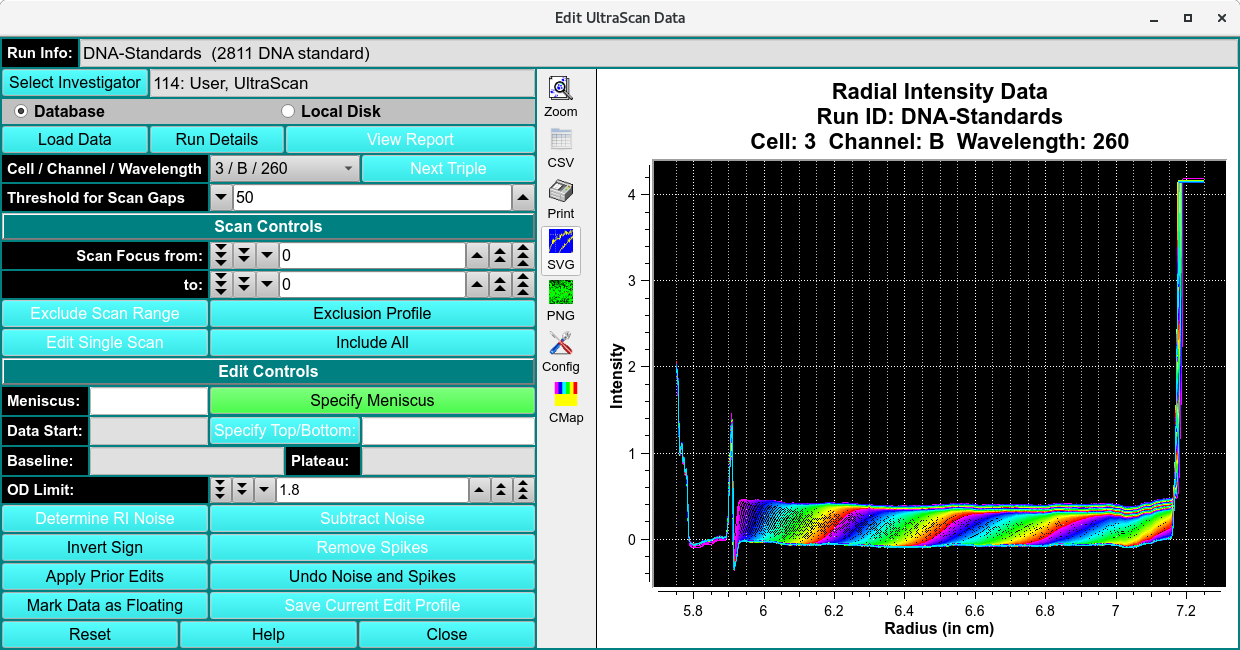 Edit UltraScan Data
Run Info: DNA-Standards (2811 DNA standard)
Select Investigator 114: User, UltraScan
Database Local Disk
Load Data Run Details View Report
Cell / Channel / Wavelength 3 / B / 260 Next Triple
Threshold for Scan Gaps 50
Scan Controls
Scan Focus from: 0
to: 0
Exclude Scan Range Exclusion Profile
Edit Single Scan Include All
Edit Controls
Meniscus: Specify Meniscus
Data Start: Specify Top/Bottom:
Baseline: Plateau:
OD Limit: 1.8
Determine RI Noise Subtract Noise
Invert Sign Remove Spikes
Apply Prior Edits Undo Noise and Spikes
Mark Data as Floating Save Current Edit Profile
Reset Help Close
Zoom
CSV
Print
SVG
PNG
Config
CMap
Radial Intensity Data
Run ID: DNA-Standards
Cell: 3 Channel: B Wavelength: 260
Intensity
4
3
2
1
0
5.8 6 6.2 6.4 6.6 6.8 7 7.2
Radius (in cm)